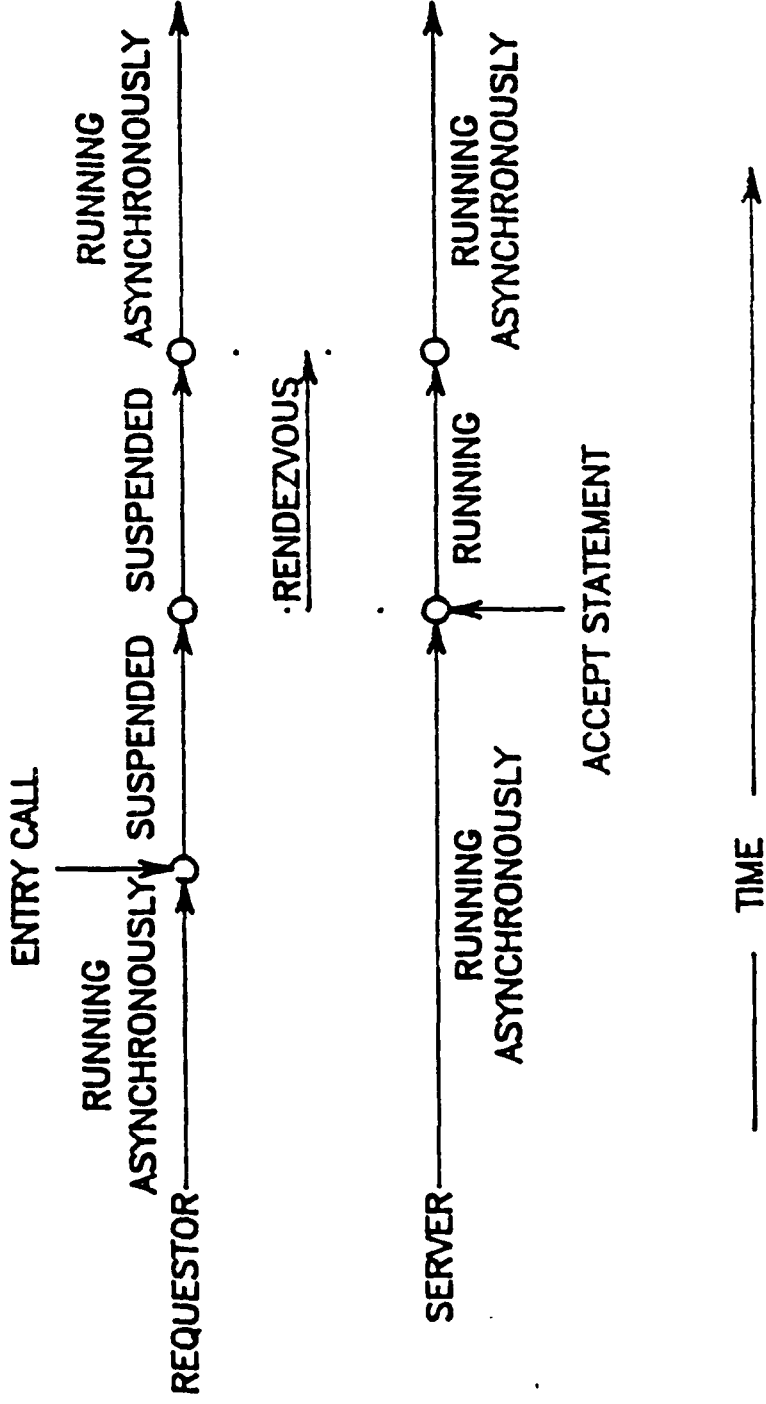 ENTRY CALL
RUNNING
ASYNCHRONOUSLY
SUSPENDED
SUSPENDED
RUNNING
ASYNCHRONOUSLY
REQUESTOR
RENDEZVOUS
SERVER
RUNNING
ASYNCHRONOUSLY
RUNNING
RUNNING
ASYNCHRONOUSLY
ACCEPT STATEMENT
TIME